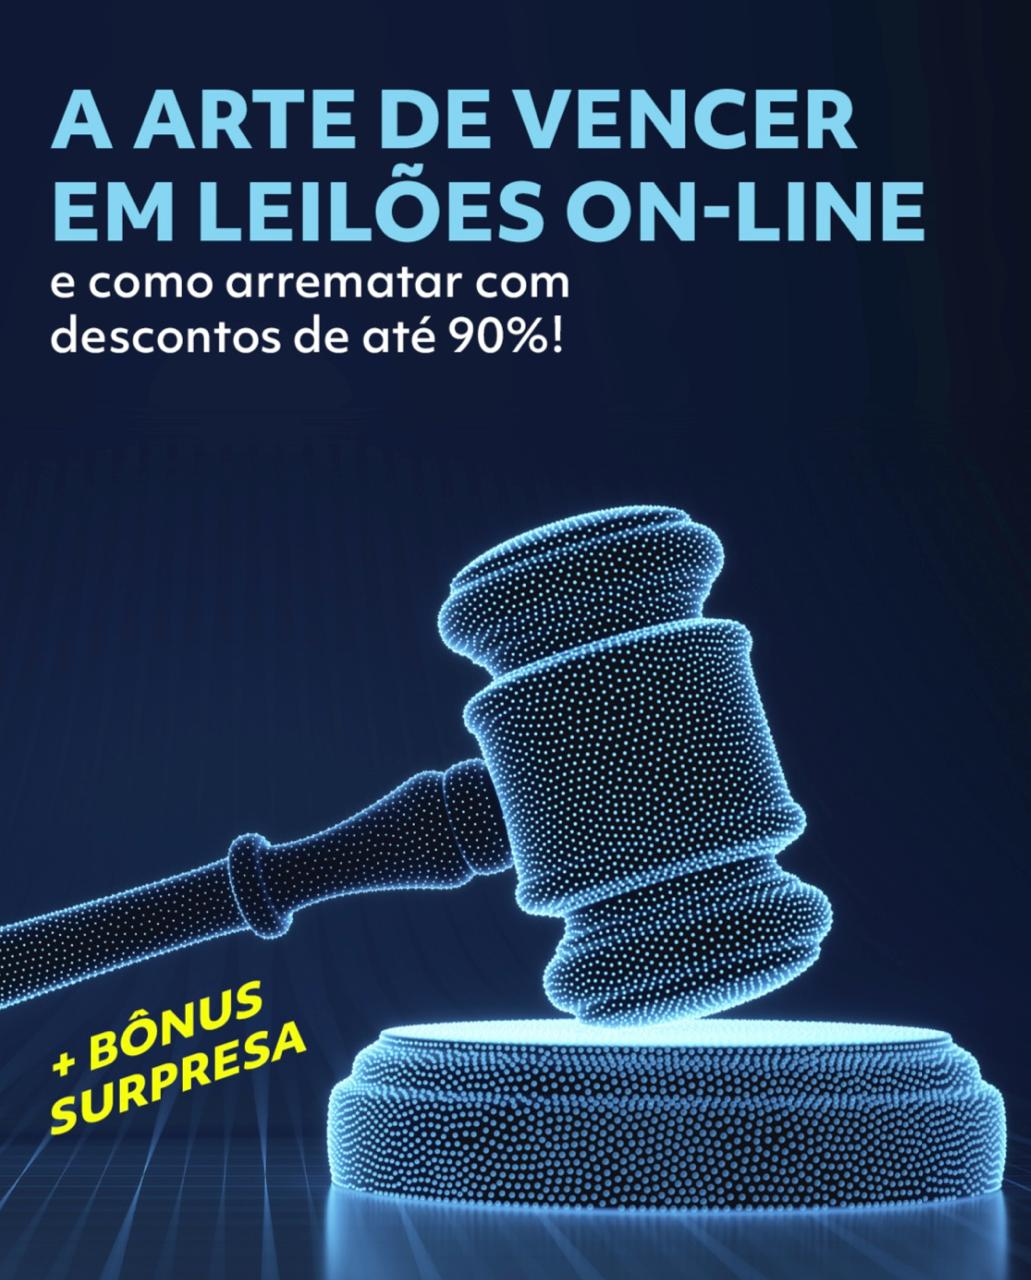 A ARTE DE VENCER
EM LEILÕES ON-LINE
e como arrematar com
descontos de até 90%!
+ BÔNUS
SURPRESA